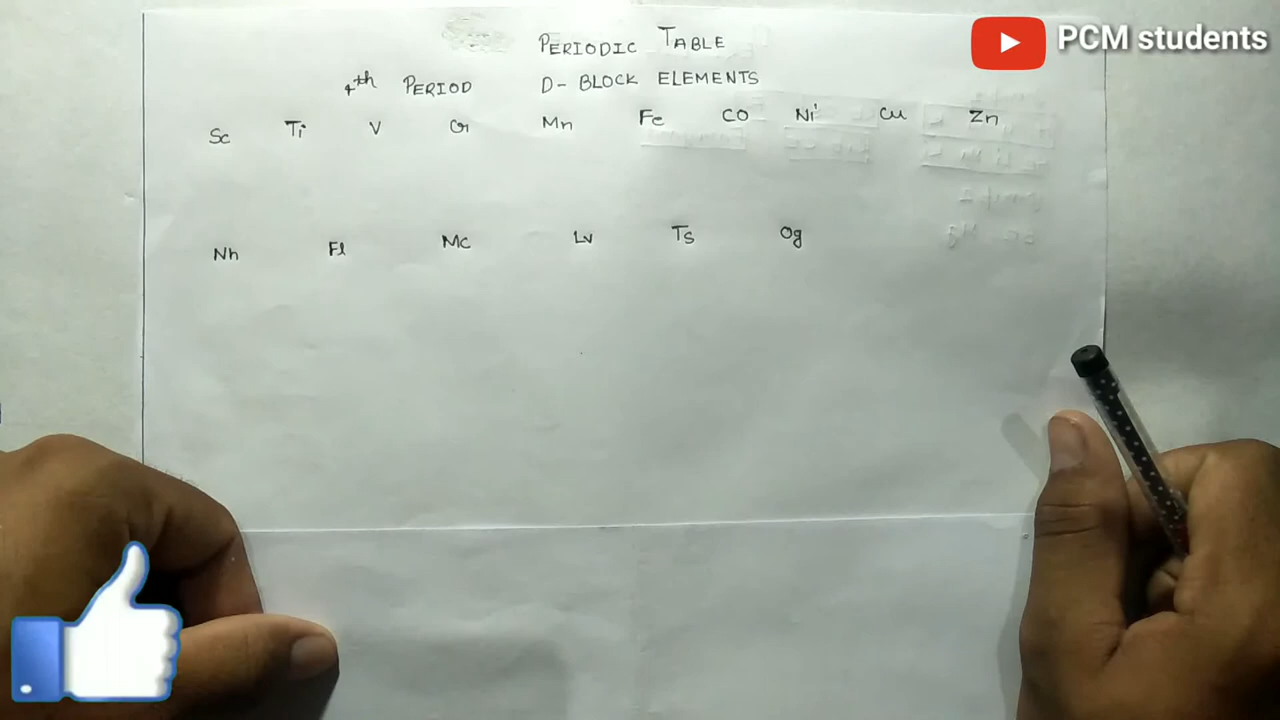 PCM students
PERIODIC TABLE
4th PERIOD D- BLOCK ELEMENTS
Sc Ti V Cr Mn Fe CO Ni Cu Zn
Nh Fl Mc Lv Ts Og